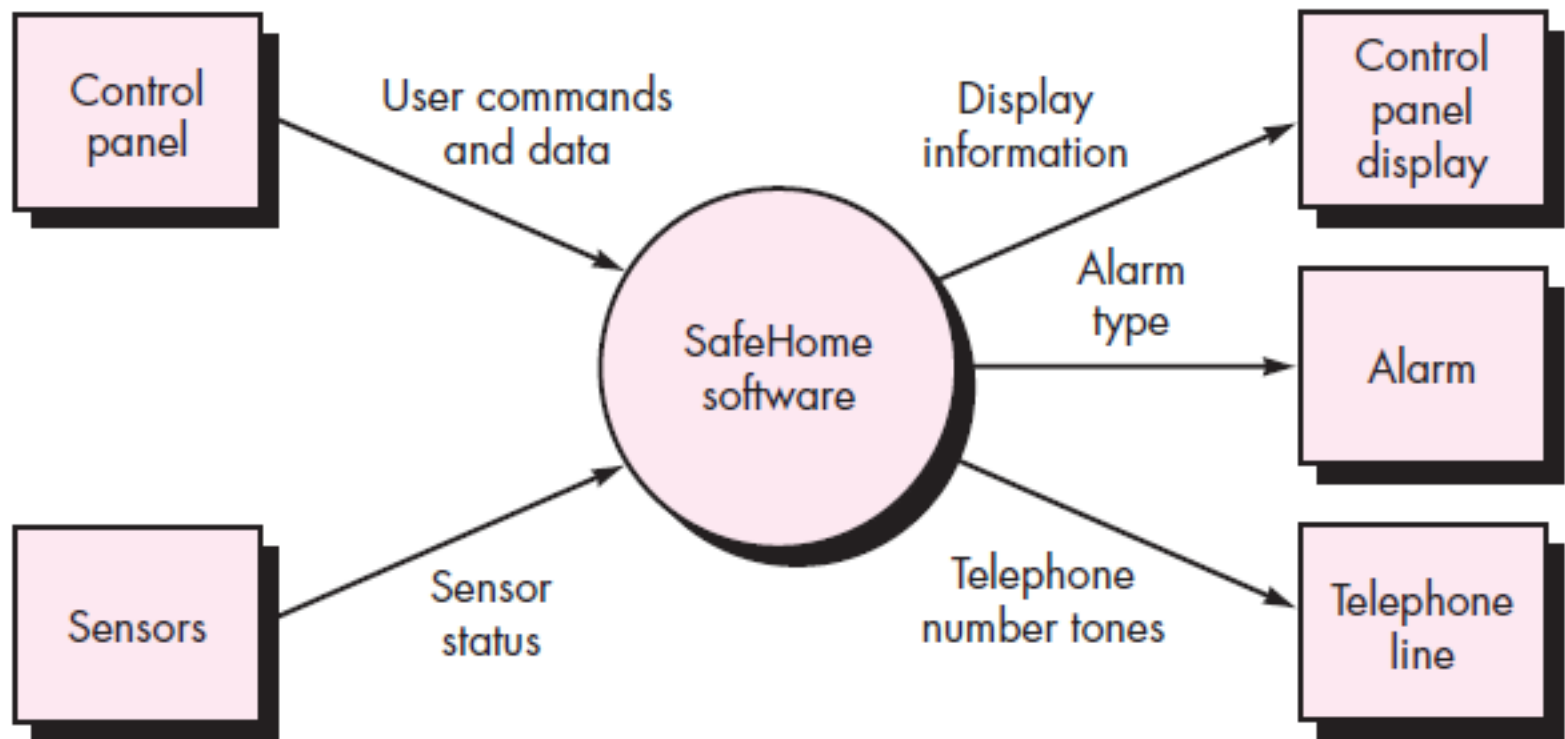 Control
panel
User commands
and data
Display
information
Control
panel
display
SafeHome
software
Alarm
type
Alarm
Sensors
Sensor
status
Telephone
number tones
Telephone
line